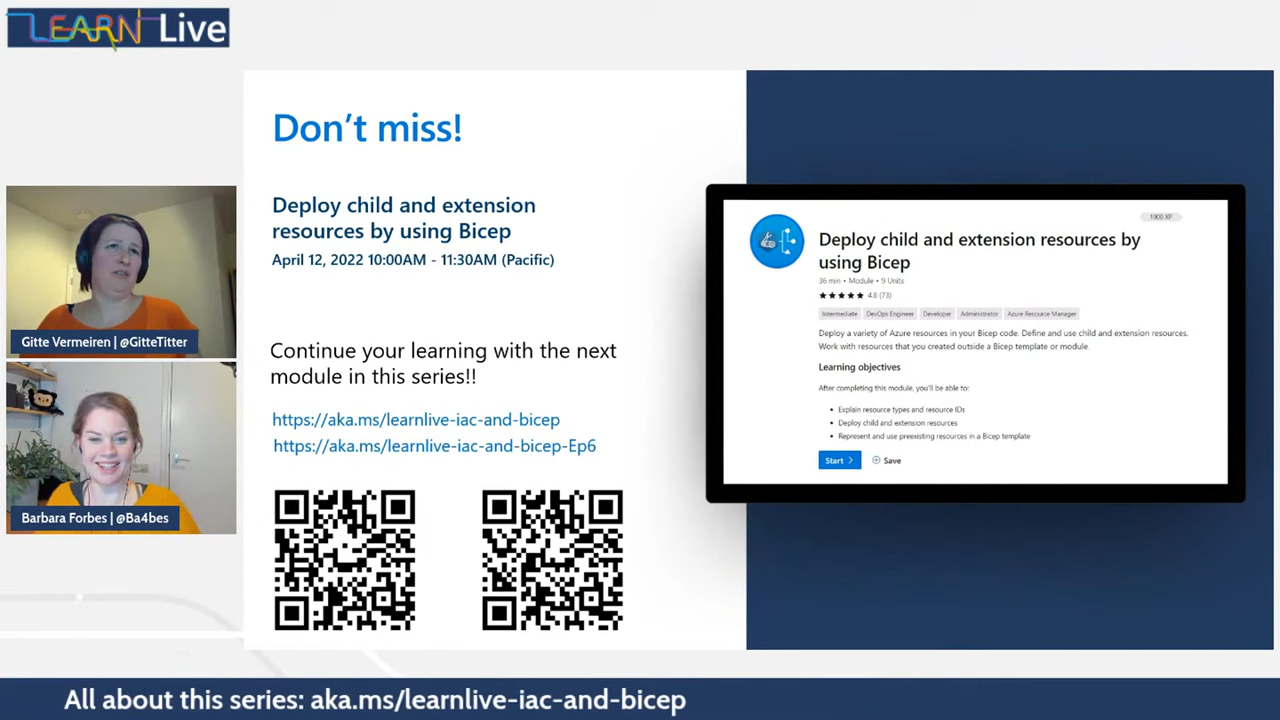 LEARN Live
Don't miss!
Deploy child and extension
resources by using Bicep
April 12, 2022 10:00AM - 11:30AM (Pacific)
Continue your learning with the next
module in this series!!
https://aka.ms/learnlive-iac-and-bicep
https://aka.ms/learnlive-iac-and-bicep-Ep6
1000 XP
Deploy child and extension resources by
using Bicep
36 min • Module • 9 Units
4.8 (73)
Intermediate DevOps Engineer Developer Administrator Azure Resource Manager
Deploy a variety of Azure resources in your Bicep code. Define and use child and extension resources.
Work with resources that you created outside a Bicep template or module.
Learning objectives
After completing this module, you'll be able to:
• Explain resource types and resource IDs
• Deploy child and extension resources
• Represent and use preexisting resources in a Bicep template
Start > Save
Gitte Vermeiren | @GitteTitter
Barbara Forbes | @Ba4bes
All about this series: aka.ms/learnlive-iac-and-bicep